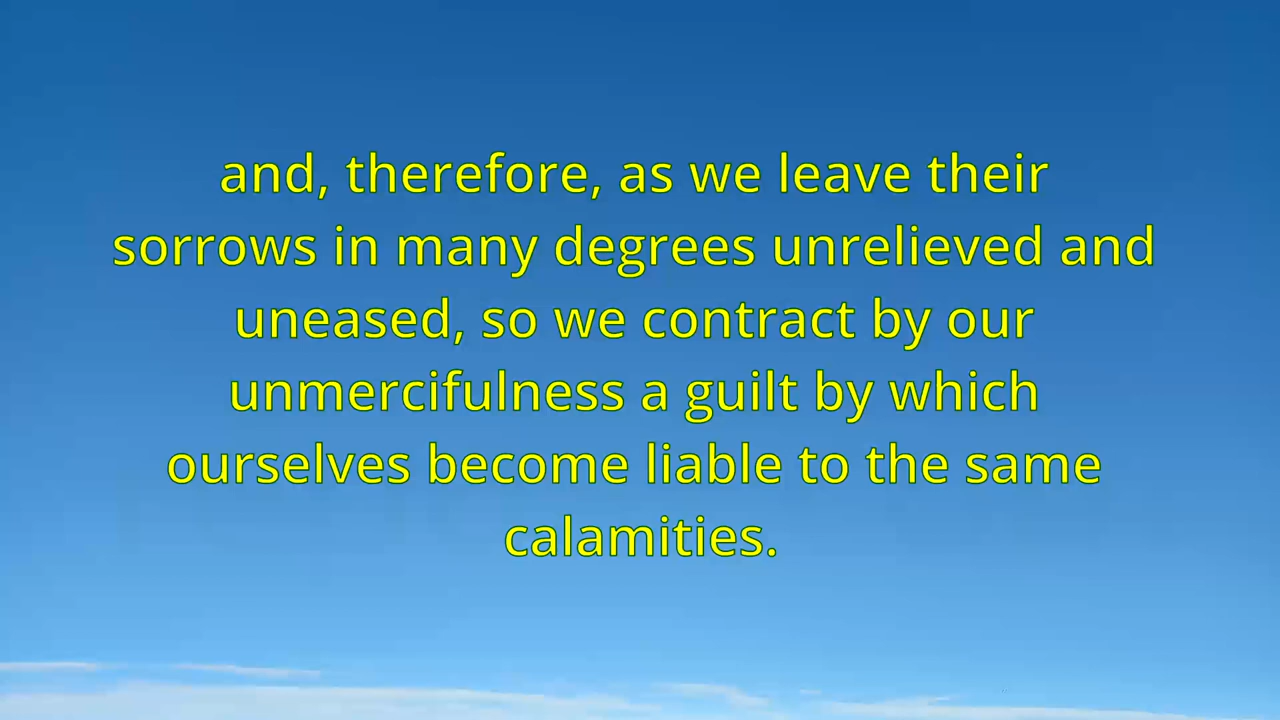 and, therefore, as we leave their
sorrows in many degrees unrelieved and
uneased, so we contract by our
unmercifulness a guilt by which
ourselves become liable to the same
calamities.